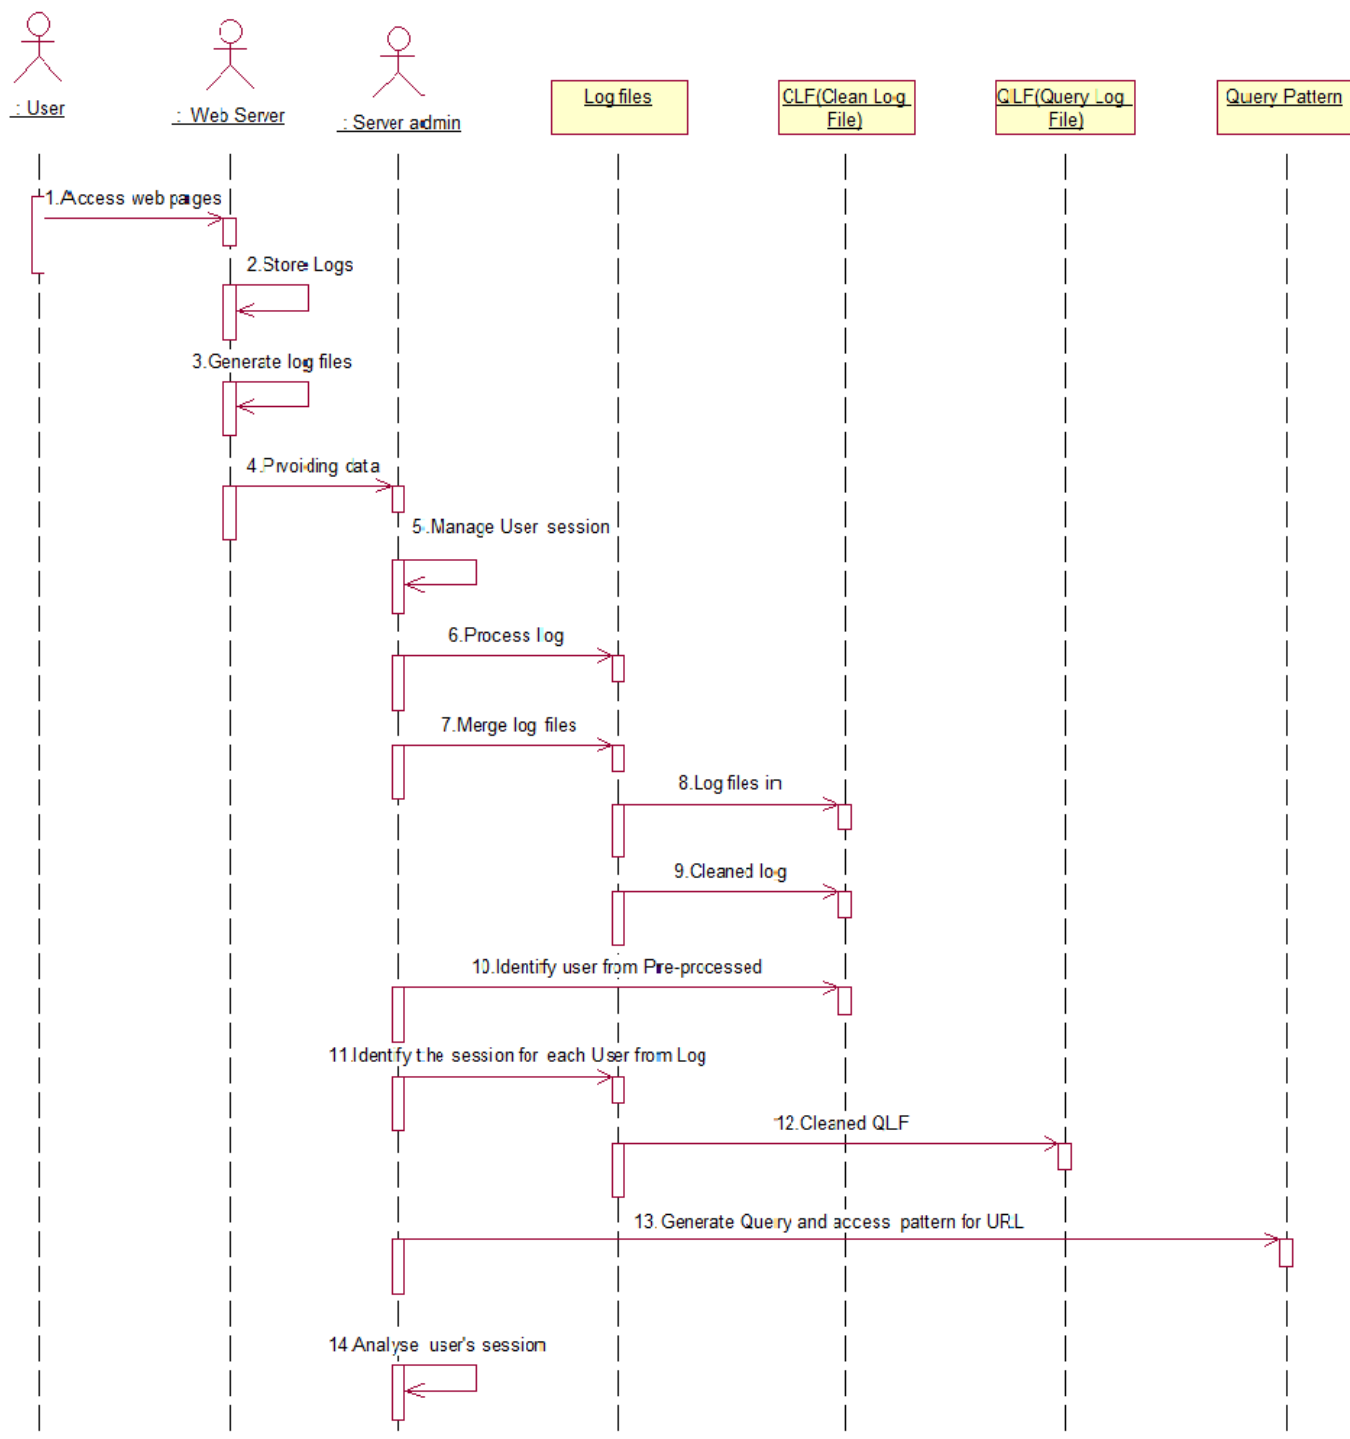 : User
: Web Server
: Server admin
Log files
CLF(Clean Log
File)
QLF(Query Log
File)
Query Pattern
1.Access web pages
2.Store Logs
3.Generate log files
4.Prvoiding data
5.Manage User session
6.Process log
7.Merge log files
8.Log files in
9.Cleaned log
10.Identify user from Pre-processed
11.Identify the session for each User from Log
12.Cleaned QLF
13.Generate Query and access pattern for URL
14.Analyse user's session